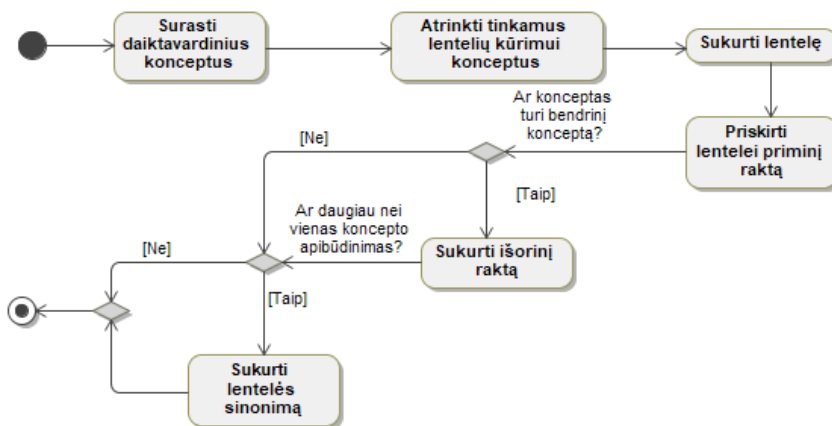 Surasti
daiktavardinius
konceptus
Atrinkti tinkamus
lentelių kūrimui
konceptus
Sukurti lentelę
Ar konceptas
turi bendrinį
konceptą?
Priskirti
lentelei priminį
raktą
[Ne]
[Taip]
Ar daugiau nei
vienas koncepto
apibūdinimas?
Sukurti išorinį
raktą
[Ne]
[Taip]
Sukurti
lentelės
sinonimą